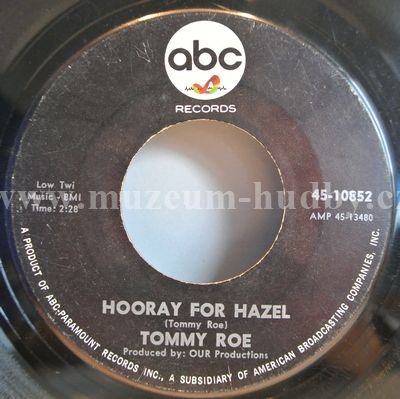 abc
RECORDS
Low Twi
Music - BMI
Time: 2:28
45-10852
AMP 45-13480
www.muzeum-hudby.cz
HOORAY FOR HAZEL
(Tommy Roe)
TOMMY ROE
Produced by: OUR Productions
A PRODUCT OF ABC-PARAMOUNT RECORDS INC., A SUBSIDIARY OF AMERICAN BROADCASTING COMPANIES, INC.